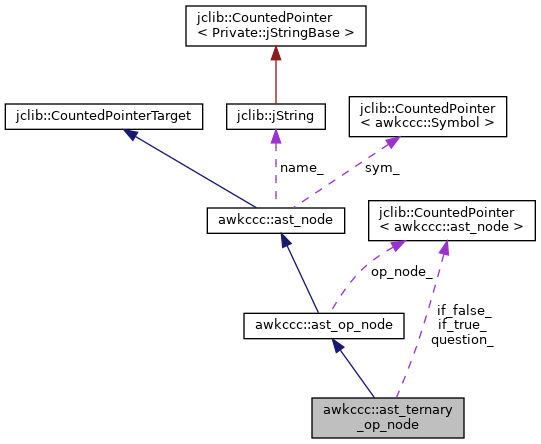 jclib::CountedPointer
< Private::jStringBase >
jclib::CountedPointerTarget
jclib::jString
jclib::CountedPointer
< awkccc::Symbol >
name_
sym_
awkccc::ast_node
jclib::CountedPointer
< awkccc::ast_node >
op_node_
awkccc::ast_op_node
if_false_
if_true_
question_
awkccc::ast_ternary
_op_node